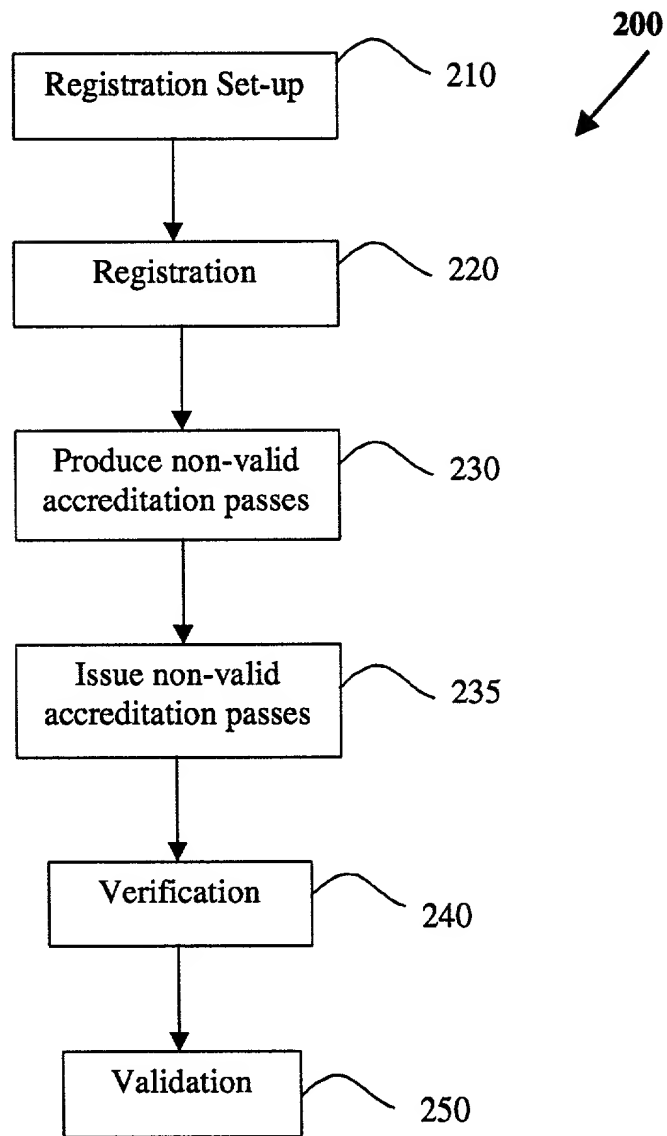 200
Registration Set-up
210
Registration
220
Produce non-valid
accreditation passes
230
Issue non-valid
accreditation passes
235
Verification
240
Validation
250